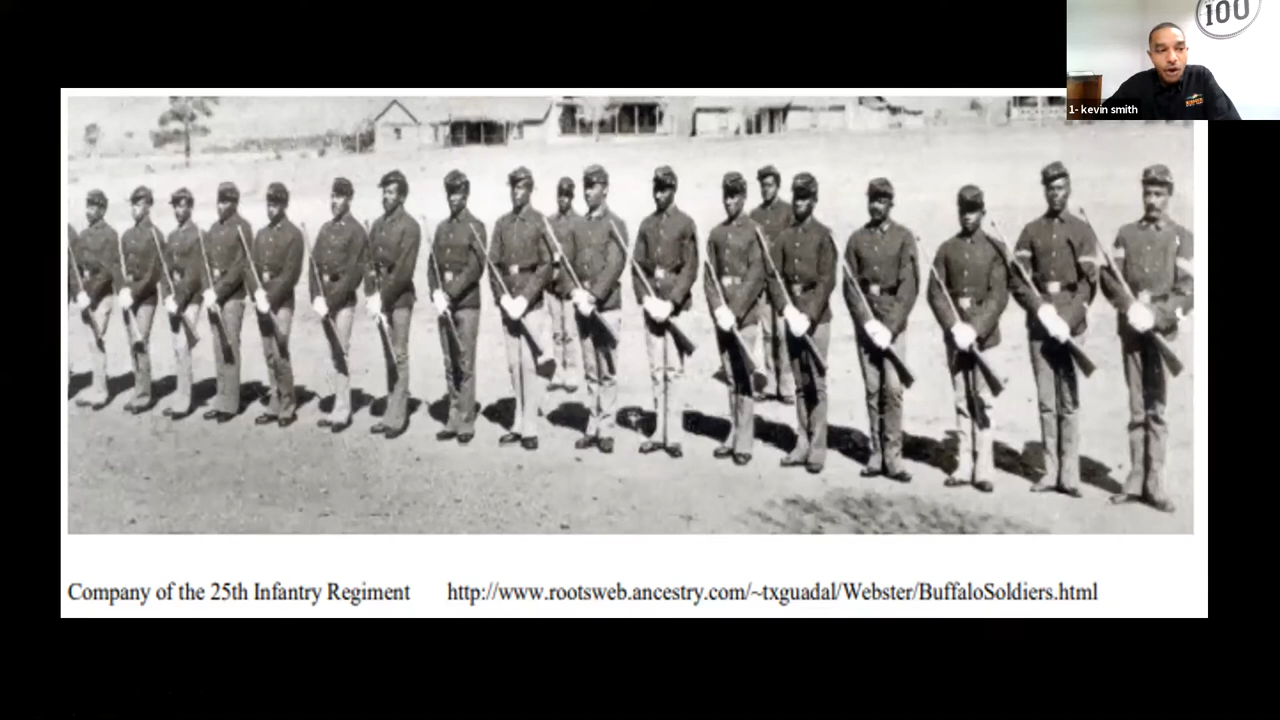 100
1- kevin smith
Company of the 25th Infantry Regiment http://www.rootsweb.ancestry.com/~txguadal/Webster/BuffaloSoldiers.html